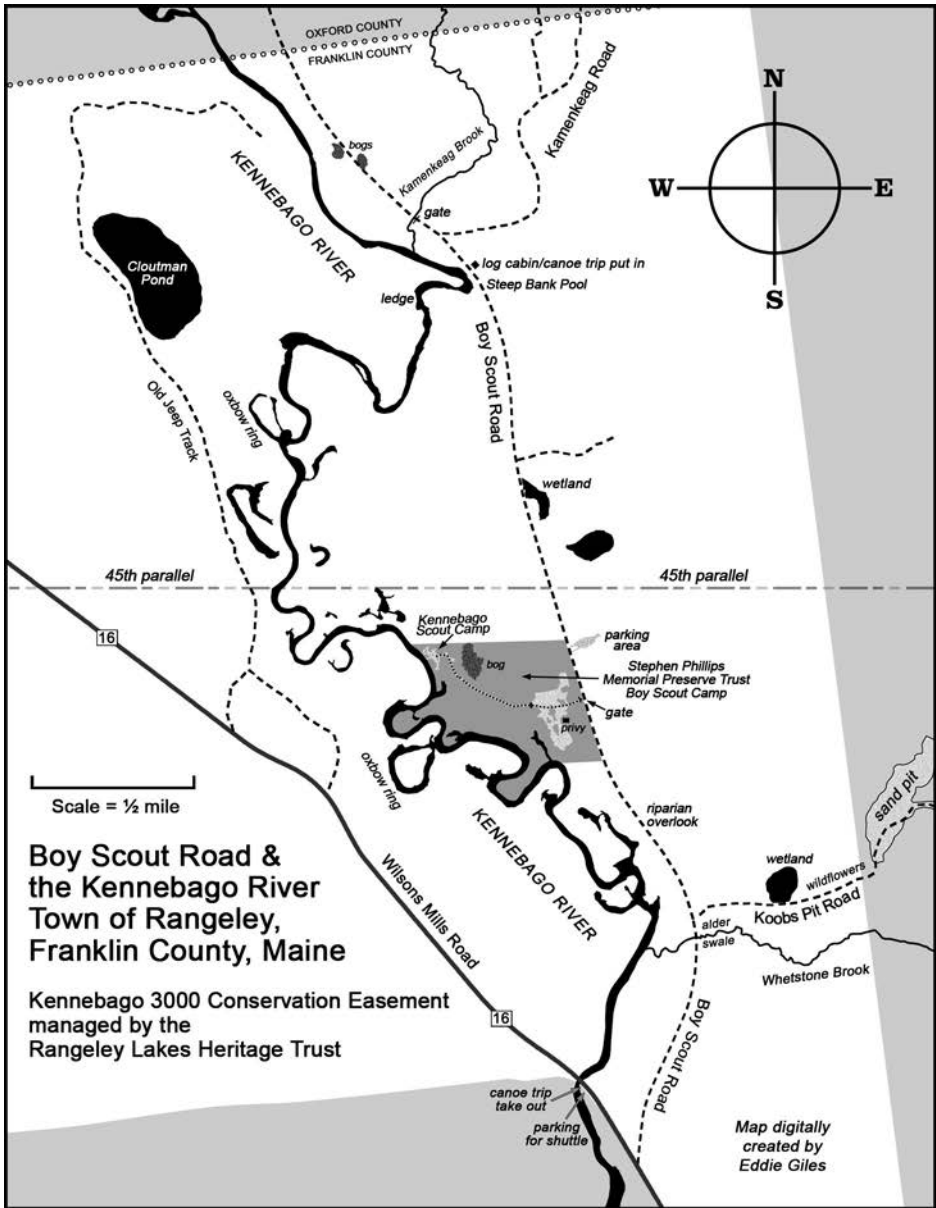 OXFORD COUNTY
FRANKLIN COUNTY
Kamenkeag Road
N
W
E
S
bogs
Kamenkeag Brook
KENNEBAGO RIVER
gate
Cloutman
Pond
log cabin/canoe trip put in
Steep Bank Pool
ledge
Boy Scout Road
Old Jeep Track
oxbow ring
wetland
45th parallel
45th parallel
16
Kennebago
Scout Camp
parking
area
bog
Stephen Phillips
Memorial Preserve Trust
Boy Scout Camp
gate
privy
oxbow ring
Scale = ½ mile
riparian
overlook
sand pit
KENNEBAGO RIVER
wetland
wildflowers
Koobs Pit Road
alder
swale
Whetstone Brook
Boy Scout Road &
the Kennebago River
Town of Rangeley,
Franklin County, Maine
Wilsons Mills Road
Kennebago 3000 Conservation Easement
managed by the
Rangeley Lakes Heritage Trust
16
Boy Scout Road
canoe trip
take out
parking
for shuttle
Map digitally
created by
Eddie Giles